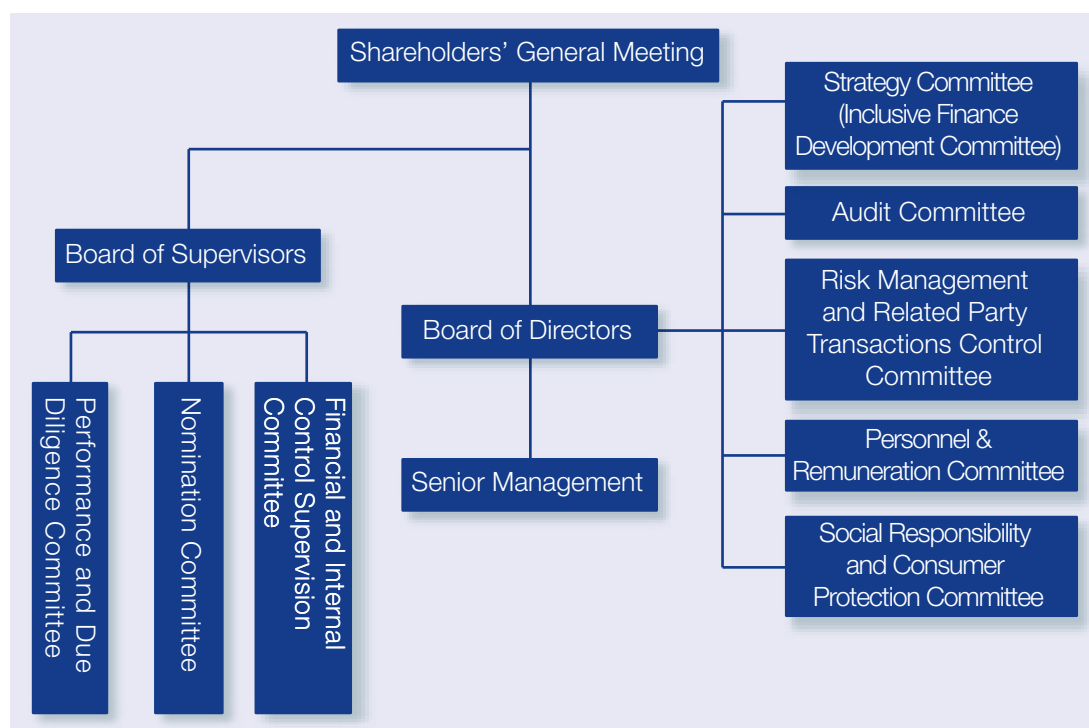 Shareholders’ General Meeting
Strategy Committee
(Inclusive Finance
Development Committee)
Audit Committee
Board of Supervisors
Risk Management
and Related Party
Transactions Control
Committee
Board of Directors
Performance and Due
Diligence Committee
Nomination Committee
Financial and Internal
Control Supervision
Committee
Senior Management
Personnel &
Remuneration Committee
Social Responsibility
and Consumer
Protection Committee